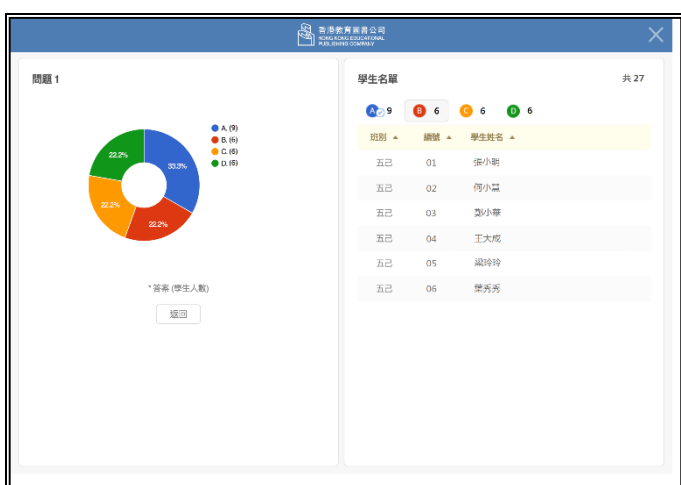 香港教育圖書公司
HONG KONG EDUCATIONAL
PUBLISHING COMPANY
問題 1
A. (9)
B. (6)
C. (6)
D. (6)
22.2%
33.3%
22.2%
22.2%
* 答案 (學生人數)
返回
學生名單
共 27
A 9 B 6 C 6 D 6
班別 編號 學生姓名
五己 01 張小明
五己 02 何小慧
五己 03 鄭小華
五己 04 王大成
五己 05 梁玲玲
五己 06 葉秀秀